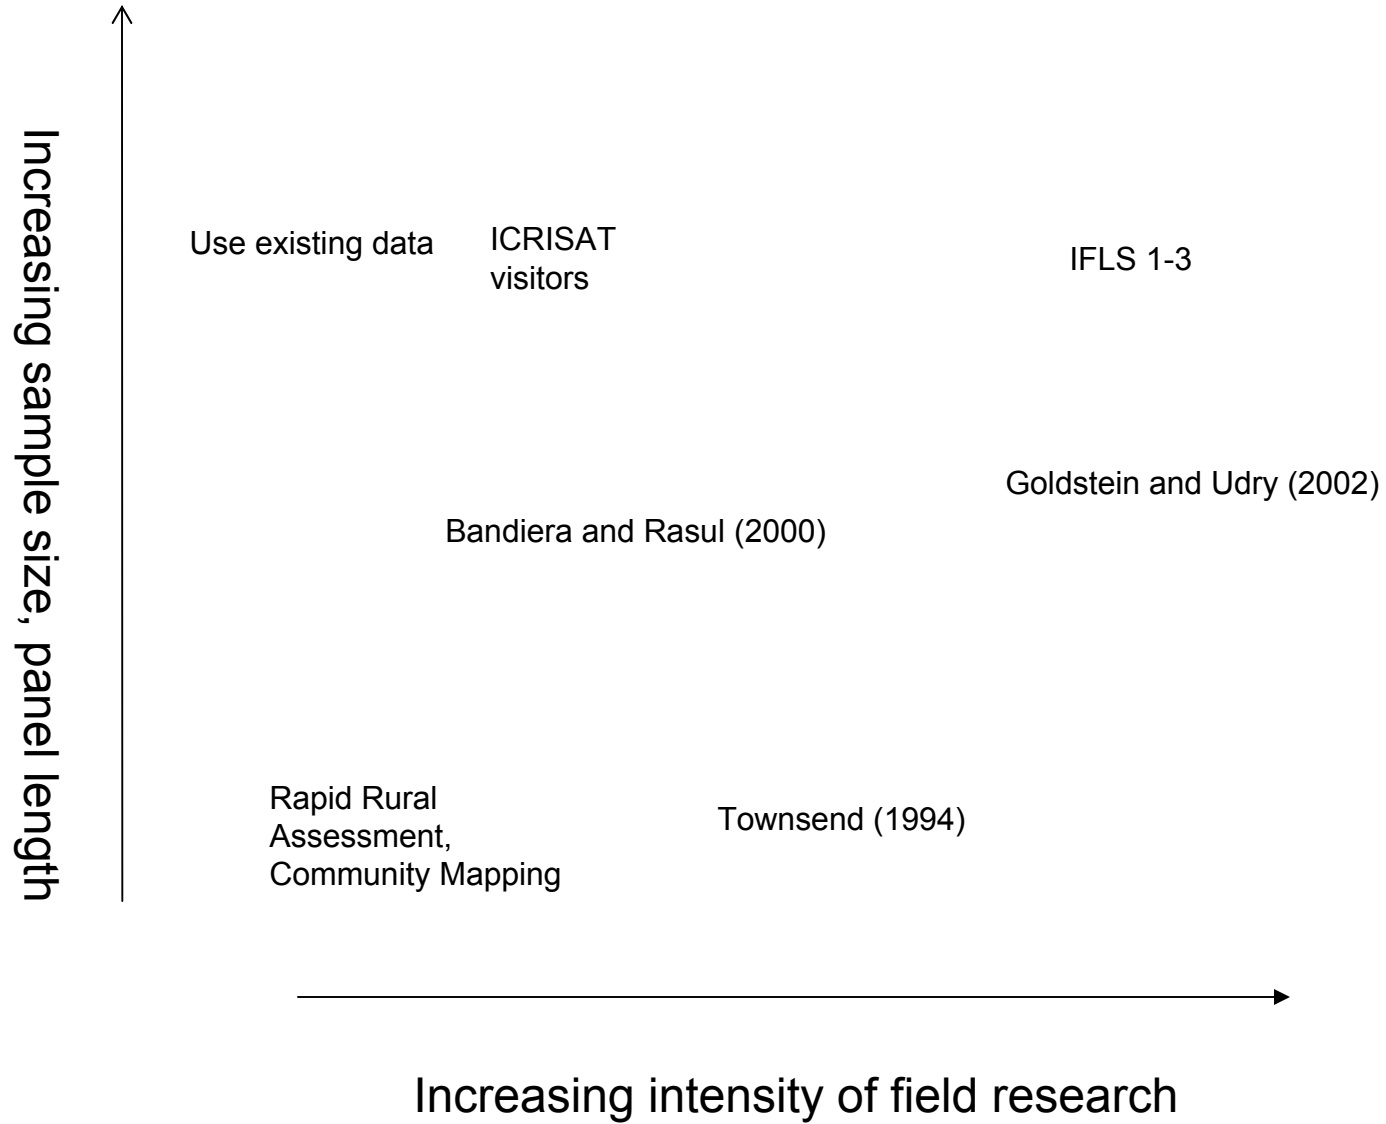 Increasing sample size, panel length
Use existing data
ICRISAT
visitors
IFLS 1-3
Goldstein and Udry (2002)
Bandiera and Rasul (2000)
Rapid Rural
Assessment,
Community Mapping
Townsend (1994)
Increasing intensity of field research